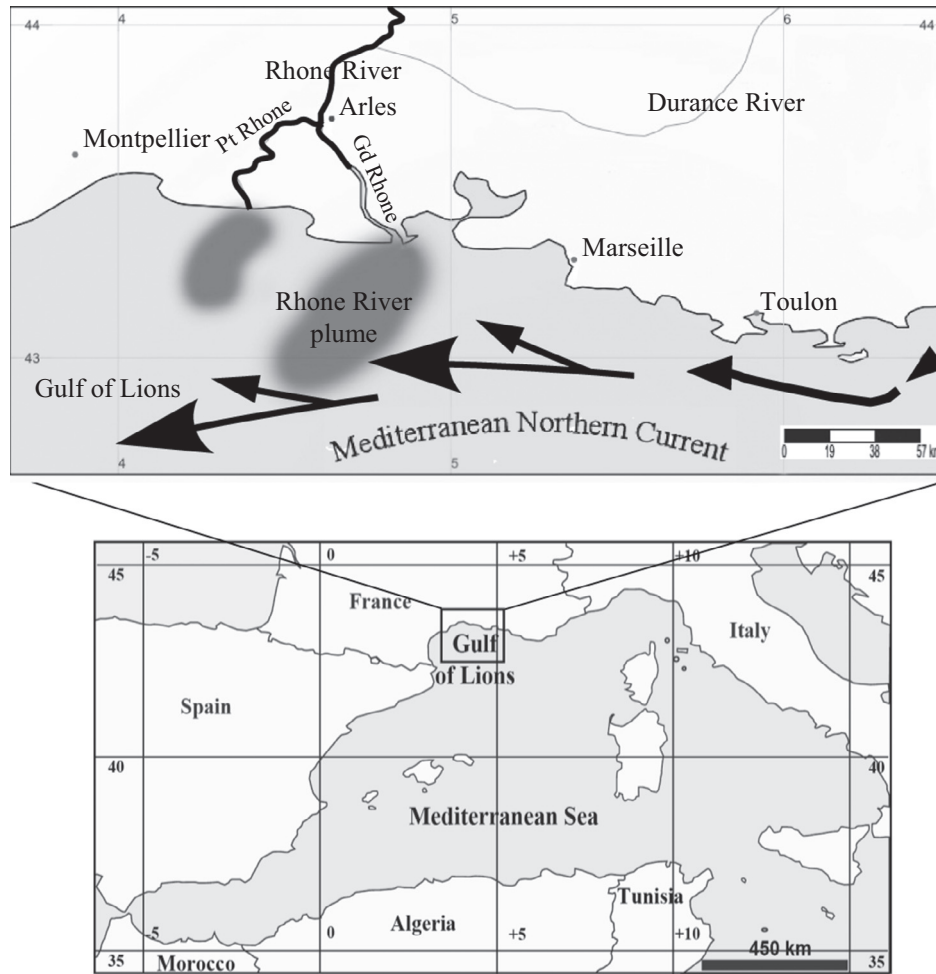 4
5
6
44
44
Rhone River
Arles
Durance River
Montpellier
Pt Rhone
Gd Rhone
Marseille
Rhone River
plume
Toulon
43
43
Gulf of Lions
Mediterranean Northern Current
0 19 38 57 km
4
5
-5
0
+5
+10
45
45
France
Italy
Gulf
of Lions
Spain
40
40
Mediterranean Sea
Tunisia
Algeria
-5
0
+5
+10
450 km
35
35
Morocco